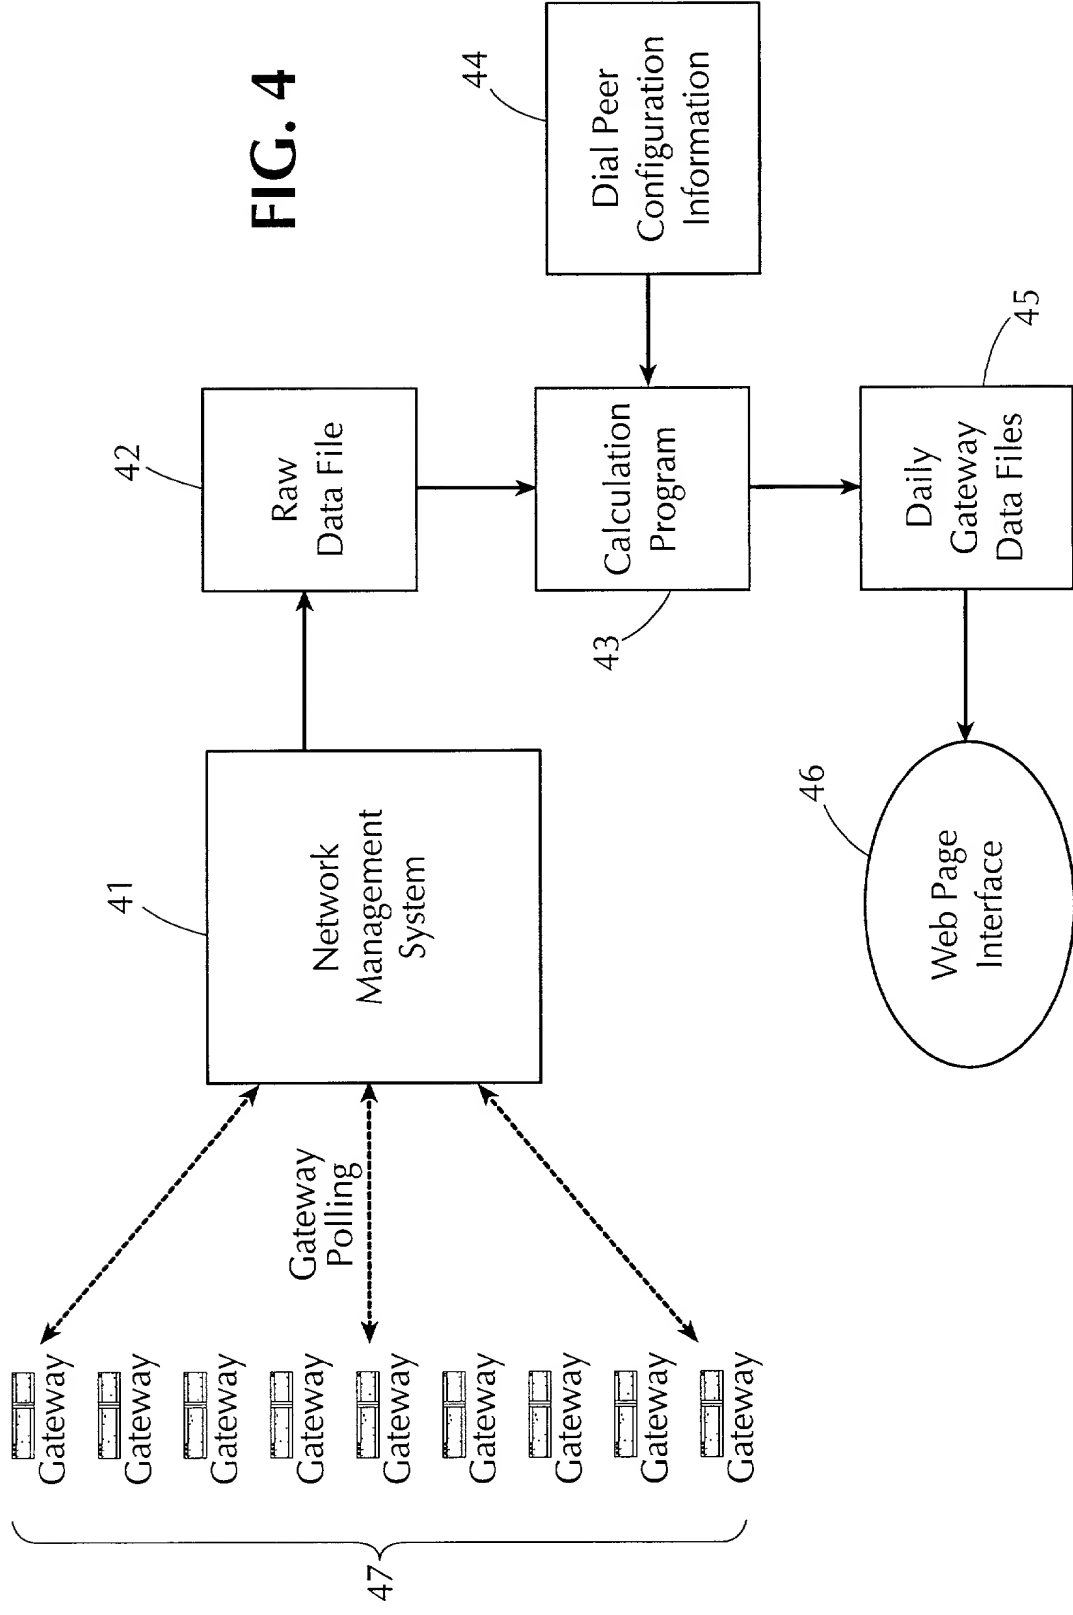 FIG. 4
47
Gateway
Gateway
Gateway
Gateway
Gateway
Gateway
Gateway
Gateway
Gateway
Gateway
Polling
41
Network
Management
System
42
Raw
Data File
43
Calculation
Program
44
Dial Peer
Configuration
Information
45
Daily
Gateway
Data Files
46
Web Page
Interface